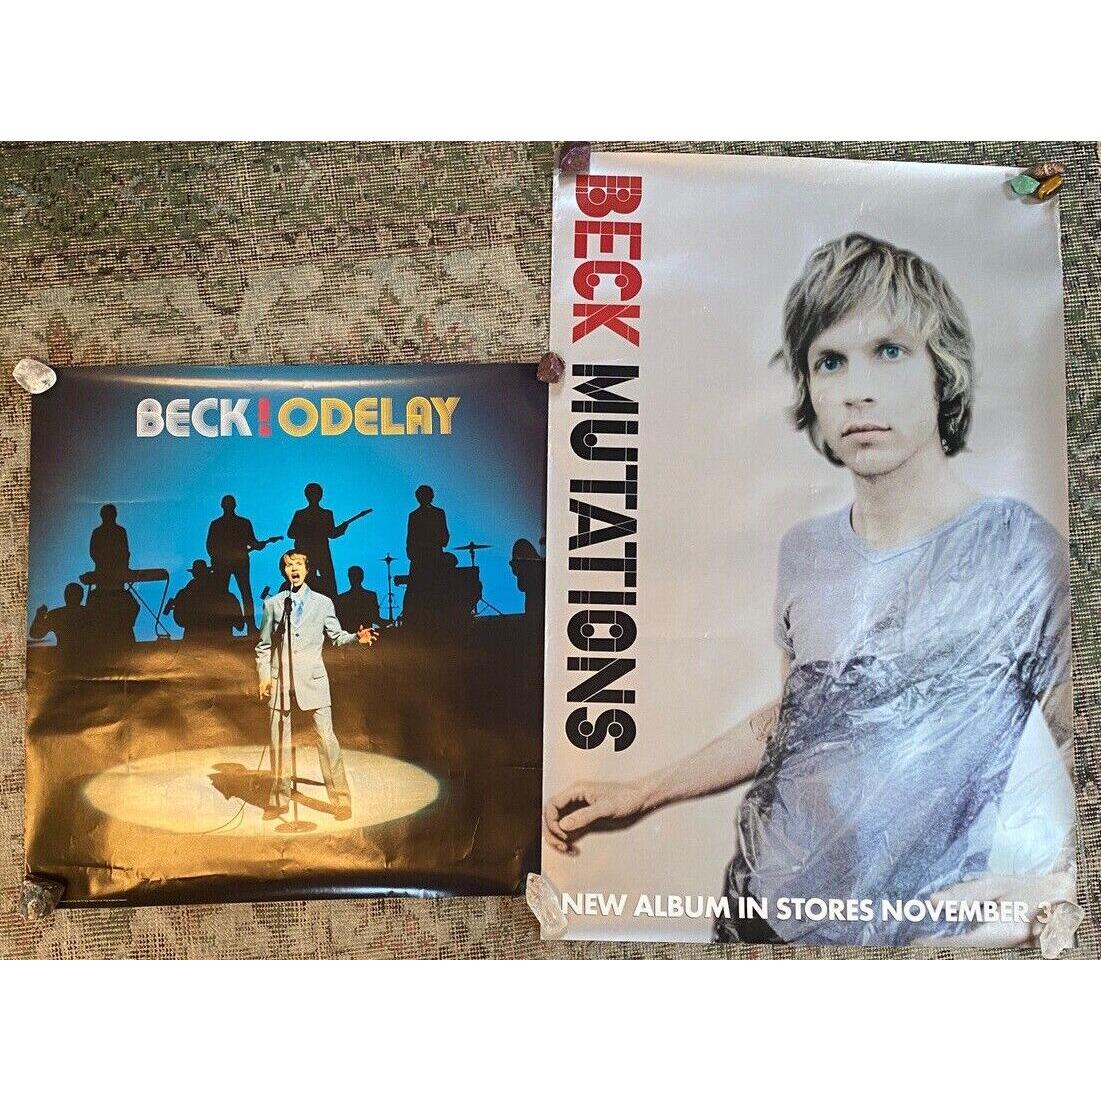 BECK! ODELAY
BECK MUTATIONS
NEW ALBUM IN STORES NOVEMBER 3